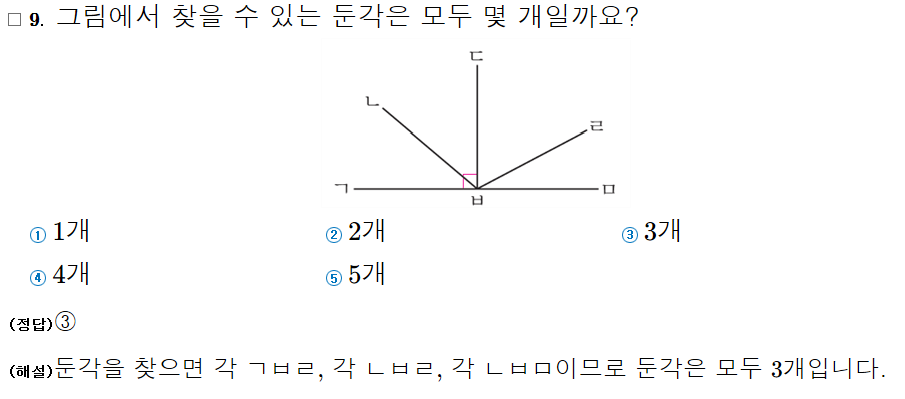 □ 9. 그림에서 찾을 수 있는 둔각은 모두 몇 개일까요?
ㄷ
ㄴ
ㄹ
ㄱ
ㅁ
ㅂ
① 1개 ② 2개 ③ 3개
④ 4개 ⑤ 5개
(정답)③
(해설)둔각을 찾으면 각 ㄱㅂㄹ, 각 ㄴㅂㄹ, 각 ㄴㅂㅁ이므로 둔각은 모두 3개입니다.